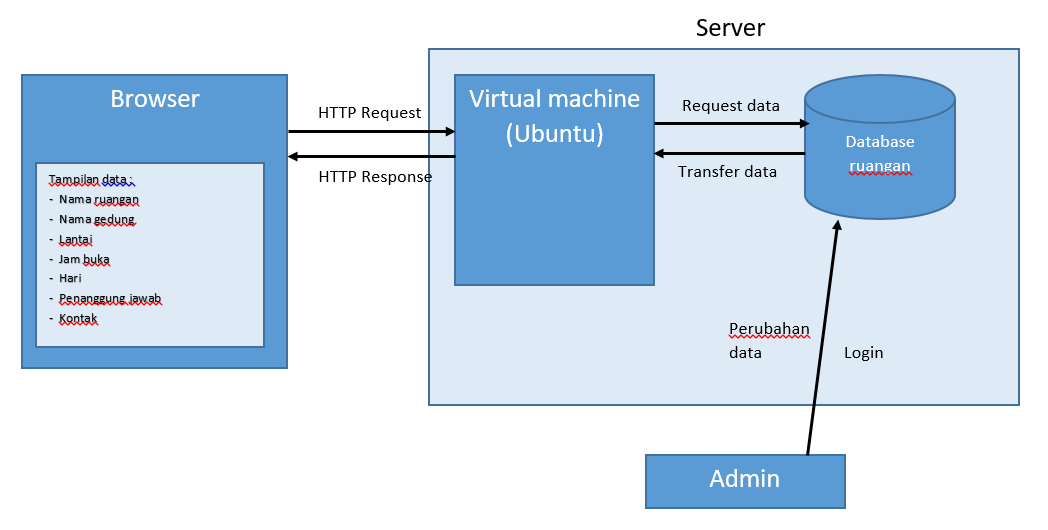 Server
Browser
Tampilan data :
- Nama ruangan
- Nama gedung
- Lantai
- Jam buka
- Hari
- Penanggung jawab
- Kontak
HTTP Request
HTTP Response
Virtual machine
(Ubuntu)
Request data
Transfer data
Database
ruangan
Perubahan
data
Login
Admin